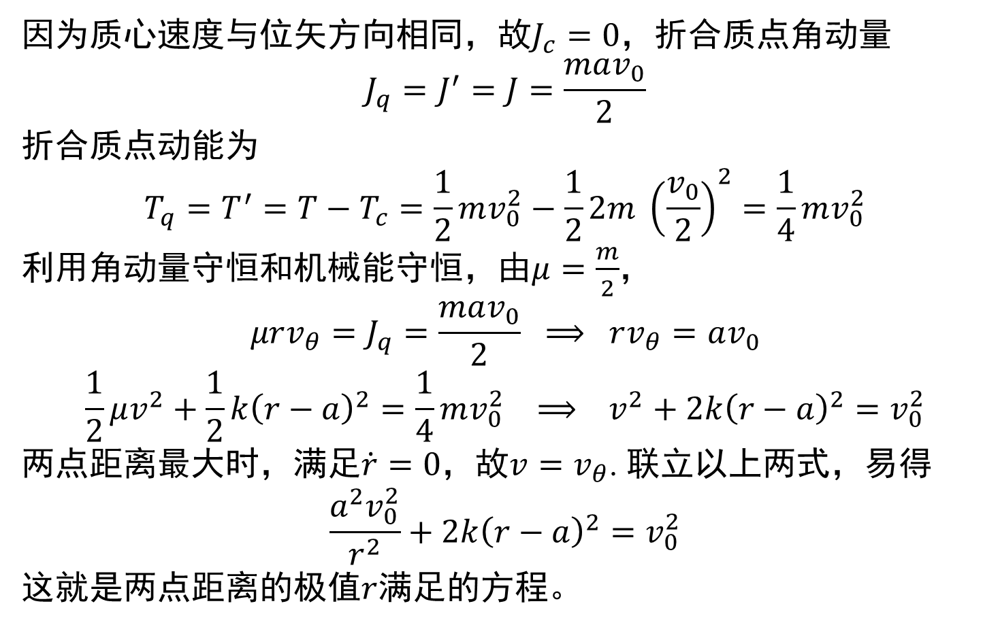 因为质心速度与位矢方向相同，故$J_c = 0$，折合质点角动量
$$J_q = J' = J = \frac{mav_0}{2}$$
折合质点动能为
$$T_q = T' = T - T_c = \frac{1}{2}mv_0^2 - \frac{1}{2}2m\left(\frac{v_0}{2}\right)^2 = \frac{1}{4}mv_0^2$$
利用角动量守恒和机械能守恒，由$\mu = \frac{m}{2}$,
$$\mu r v_\theta = J_q = \frac{mav_0}{2} \implies rv_\theta = av_0$$
$$\frac{1}{2}\mu v^2 + \frac{1}{2}k(r-a)^2 = \frac{1}{4}mv_0^2 \implies v^2 + 2k(r-a)^2 = v_0^2$$
两点距离最大时，满足$\dot{r} = 0$，故$v = v_\theta$. 联立以上两式，易得
$$\frac{a^2v_0^2}{r^2} + 2k(r-a)^2 = v_0^2$$
这就是两点距离的极值$r$满足的方程。